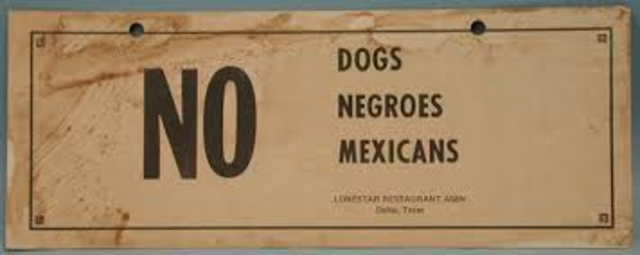 NO
DOGS
NEGROES
MEXICANS
LONESTAR RESTAURANT ASSN
Dallas, Texas